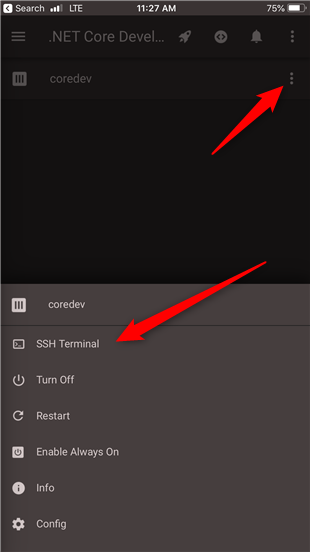 Search LTE 11:27 AM 75%
.NET Core Devel...
coredev
coredev
SSH Terminal
Turn Off
Restart
Enable Always On
Info
Config